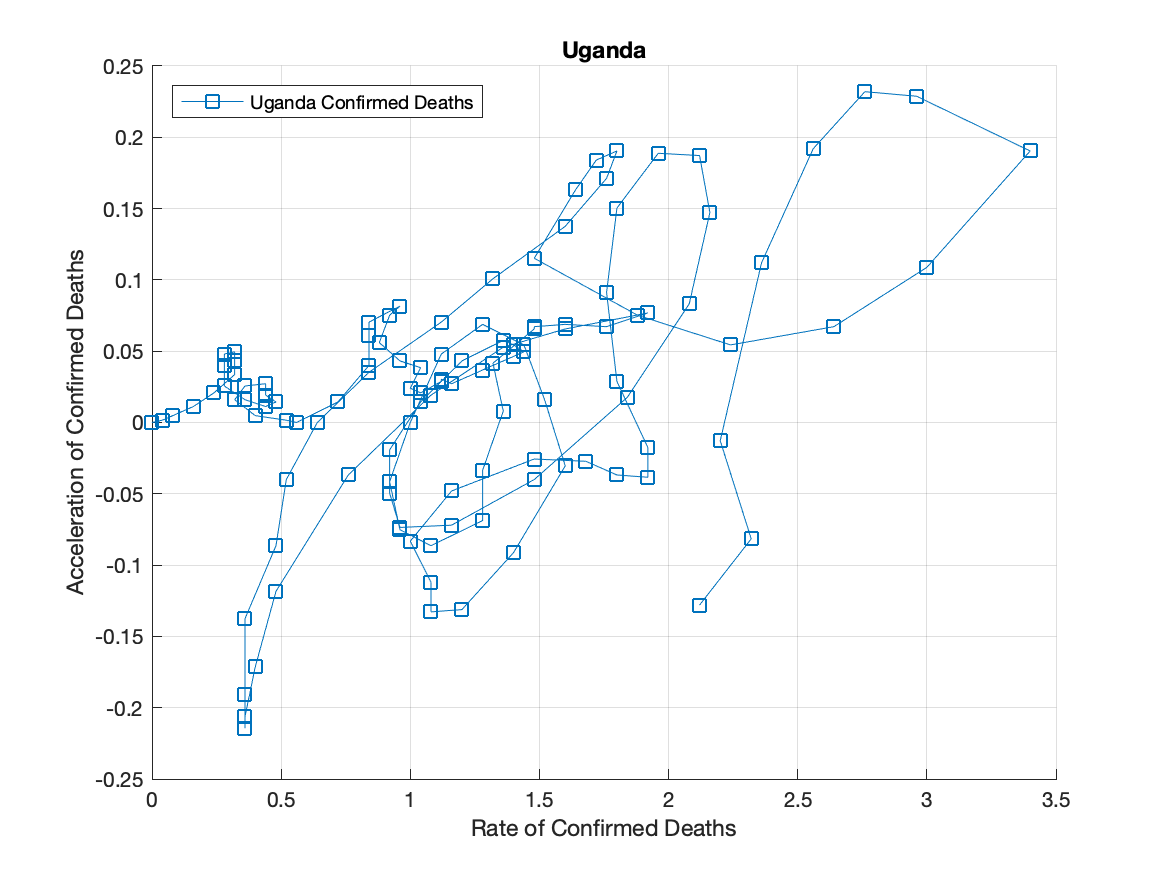 Uganda
0.25
Uganda Confirmed Deaths
0.2
0.15
0.1
0.05
0
-0.05
-0.1
-0.15
-0.2
-0.25
Acceleration of Confirmed Deaths
0 0.5 1 1.5 2 2.5 3 3.5
Rate of Confirmed Deaths